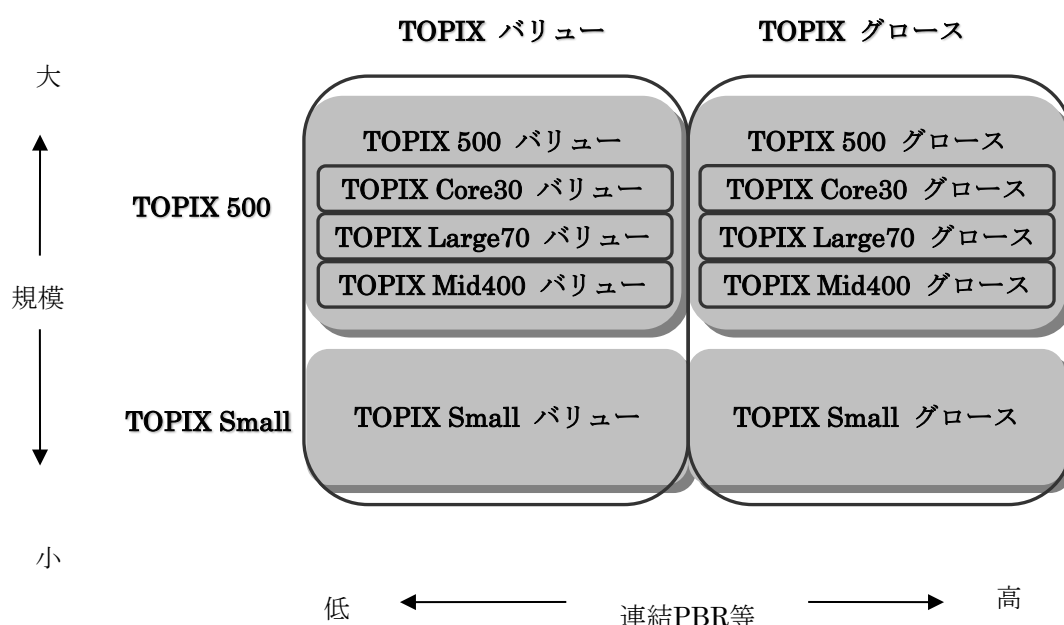 TOPIX バリュー
TOPIX グロース
大
TOPIX 500 バリュー
TOPIX 500 グロース
TOPIX Core30 バリュー
TOPIX Core30 グロース
TOPIX 500
TOPIX Large70 バリュー
TOPIX Large70 グロース
TOPIX Mid400 バリュー
TOPIX Mid400 グロース
規模
TOPIX Small
TOPIX Small バリュー
TOPIX Small グロース
小
低
連結PBR等
高